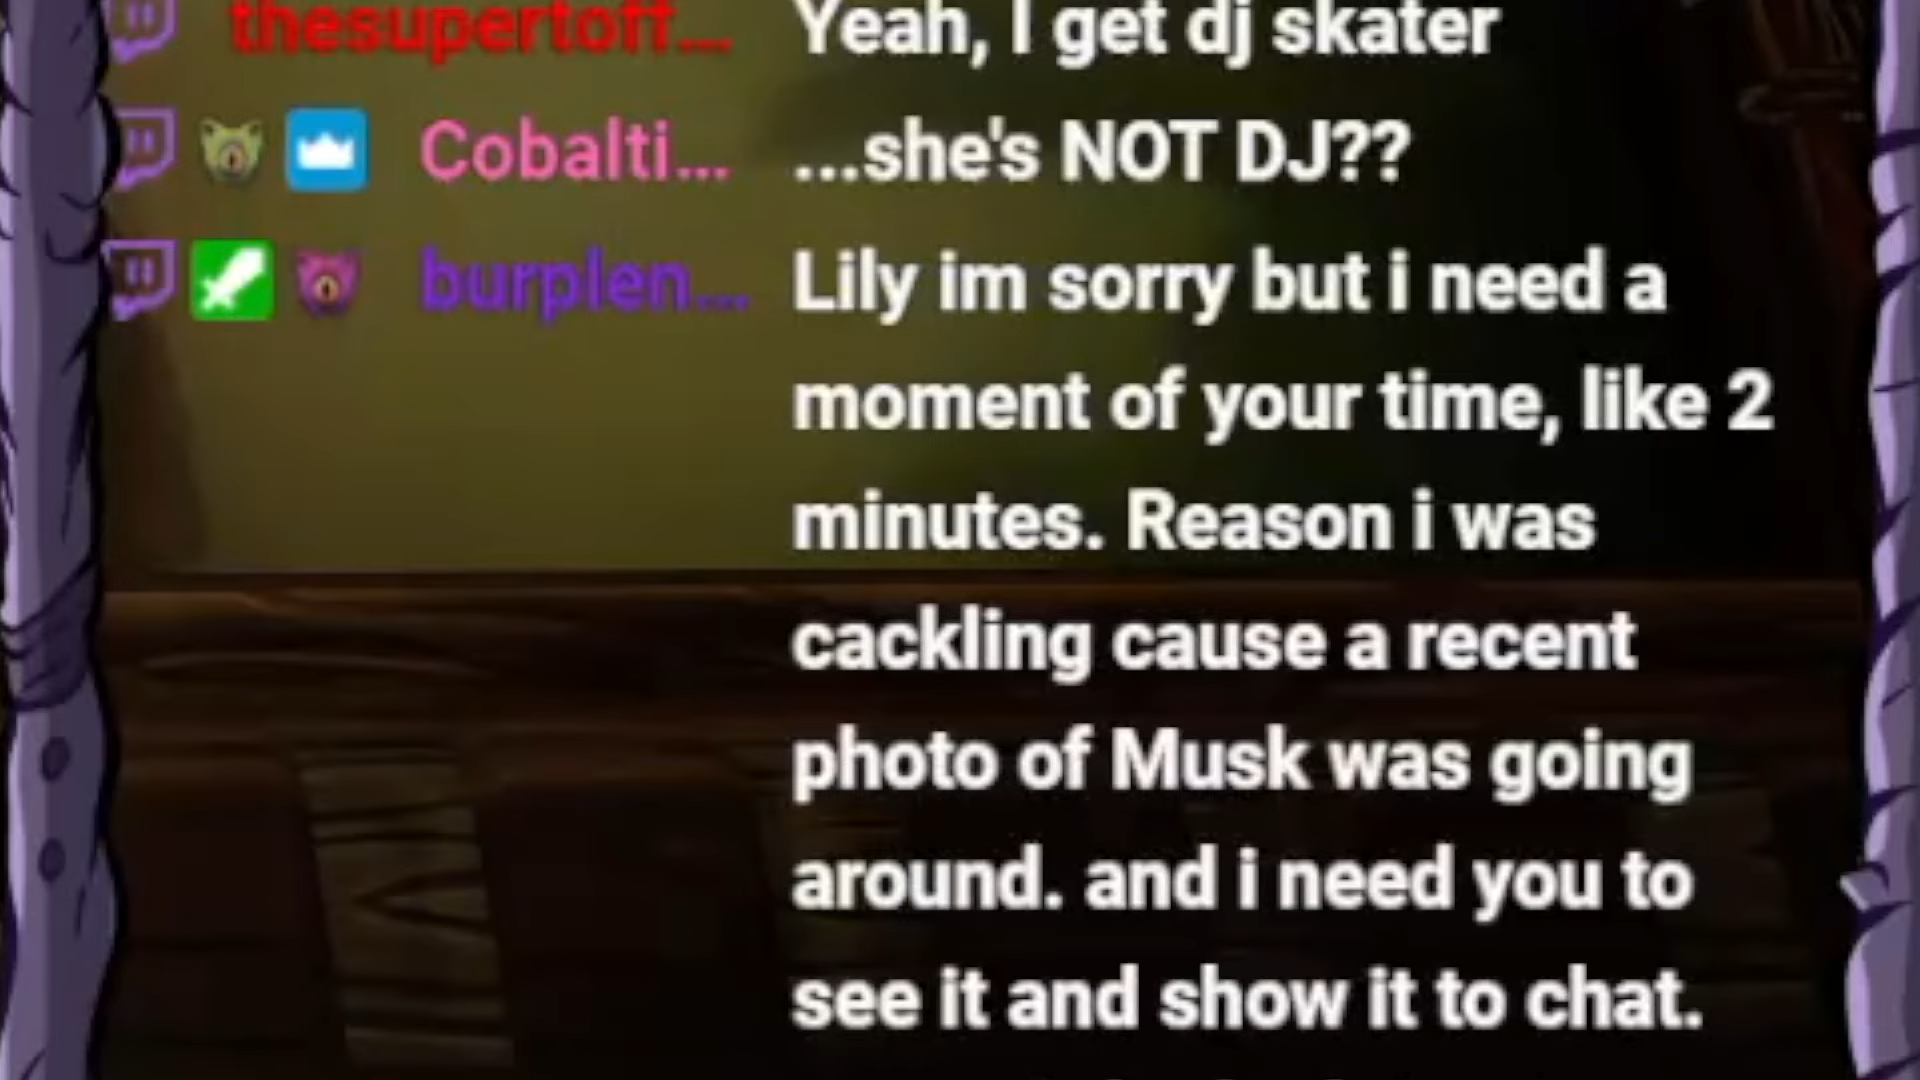 thesupertoff... Yeah, I get dj skater
Cobalti... ...she's NOT DJ??
burplen... Lily im sorry but i need a
moment of your time, like 2
minutes. Reason i was
cackling cause a recent
photo of Musk was going
around. and i need you to
see it and show it to chat.